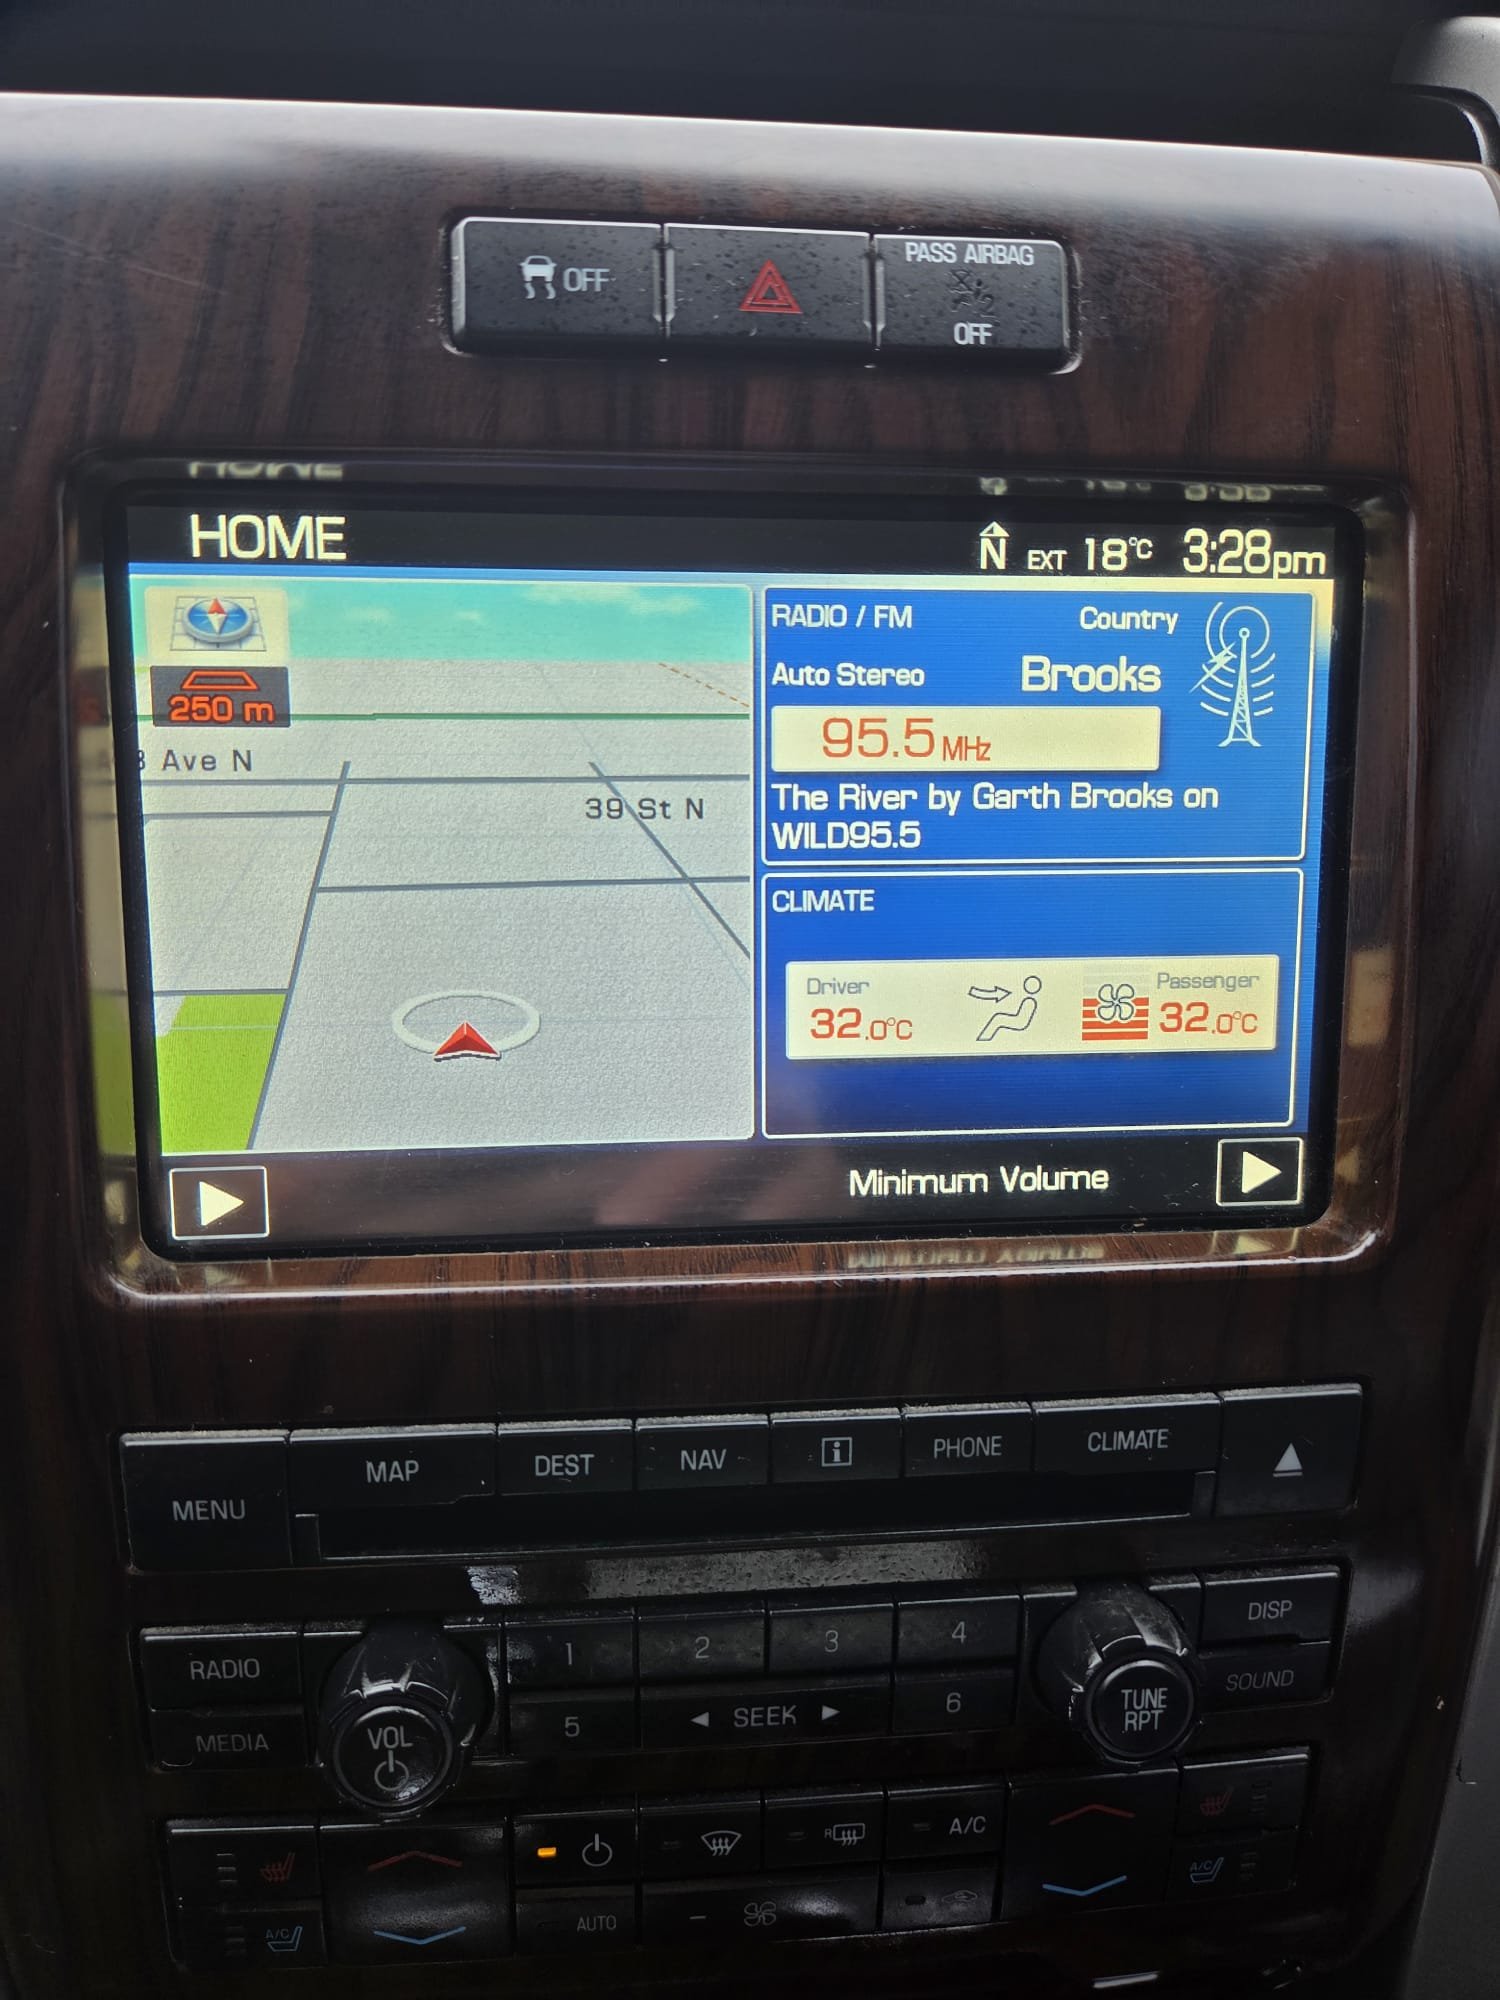 OFF
PASS AIRBAG
OFF
HOME
N EXT 18°C 3:28pm
250 m
Ave N
39 St N
RADIO / FM Country
Auto Stereo Brooks
95.5 MHz
The River by Garth Brooks on
WILD95.5
CLIMATE
Driver Passenger
32.0°C 32.0°C
Minimum Volume
MENU MAP DEST NAV i PHONE CLIMATE
RADIO 1 2 3 4 DISP
MEDIA VOL 5 SEEK 6 TUNE RPT SOUND
R A/C
A/C
AUTO
A/C